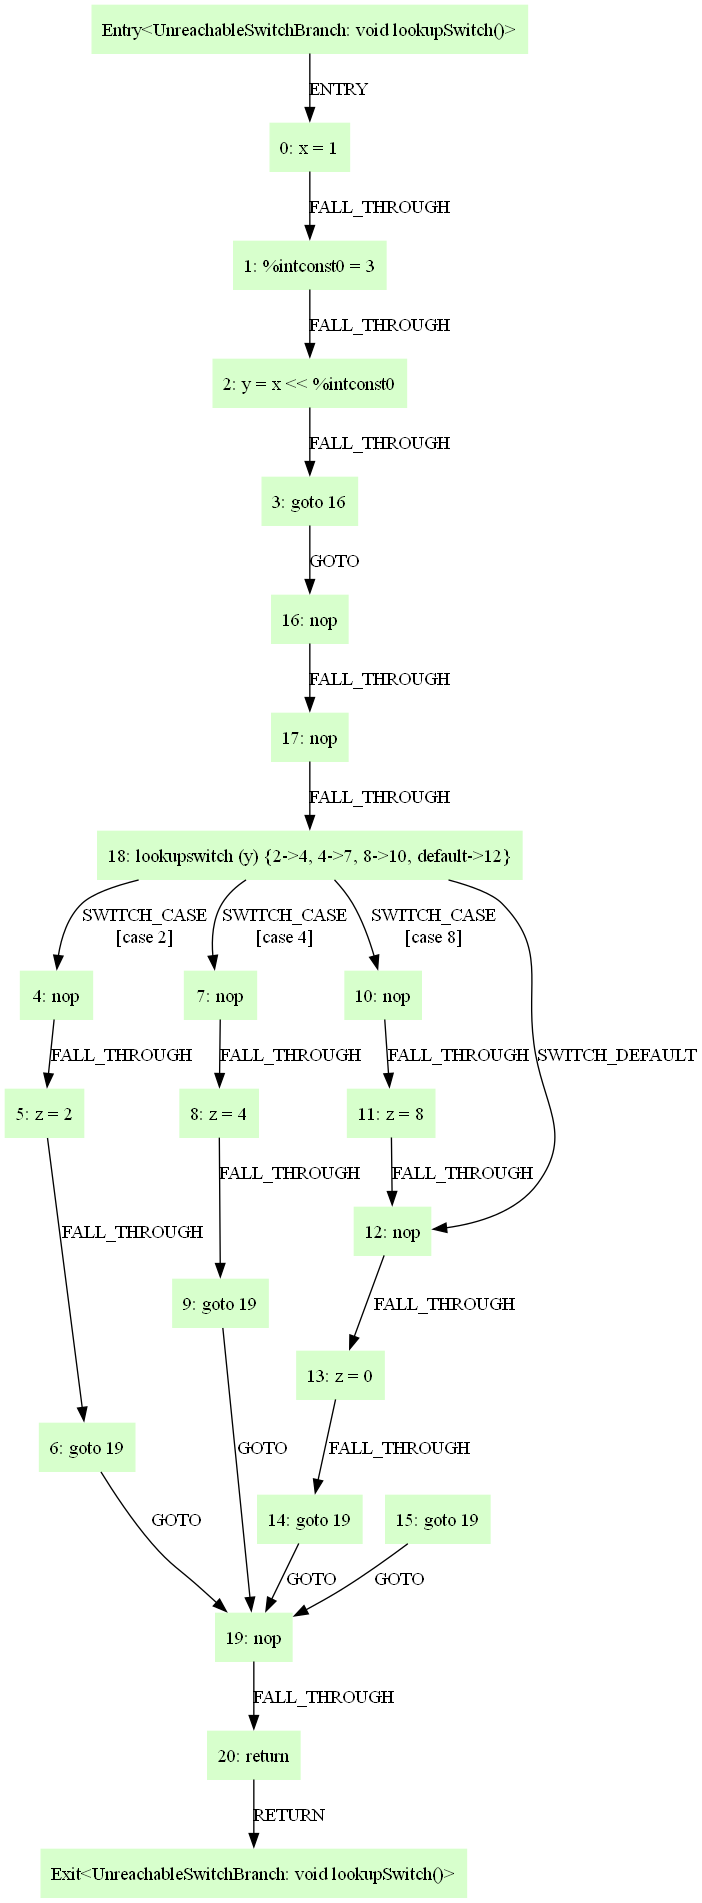 Entry<UnreachableSwitchBranch: void lookupSwitch()>
ENTRY
0: x = 1
FALL_THROUGH
1: %intconst0 = 3
FALL_THROUGH
2: y = x << %intconst0
FALL_THROUGH
3: goto 16
GOTO
16: nop
FALL_THROUGH
17: nop
FALL_THROUGH
18: lookupswitch (y) {2->4, 4->7, 8->10, default->12}
SWITCH_CASE
[case 2]
SWITCH_CASE
[case 4]
SWITCH_CASE
[case 8]
4: nop
7: nop
10: nop
FALL_THROUGH
FALL_THROUGH
FALL_THROUGH
SWITCH_DEFAULT
5: z = 2
8: z = 4
11: z = 8
FALL_THROUGH
FALL_THROUGH
FALL_THROUGH
12: nop
9: goto 19
FALL_THROUGH
13: z = 0
6: goto 19
GOTO
FALL_THROUGH
14: goto 19
15: goto 19
GOTO
GOTO
GOTO
19: nop
FALL_THROUGH
20: return
RETURN
Exit<UnreachableSwitchBranch: void lookupSwitch()>